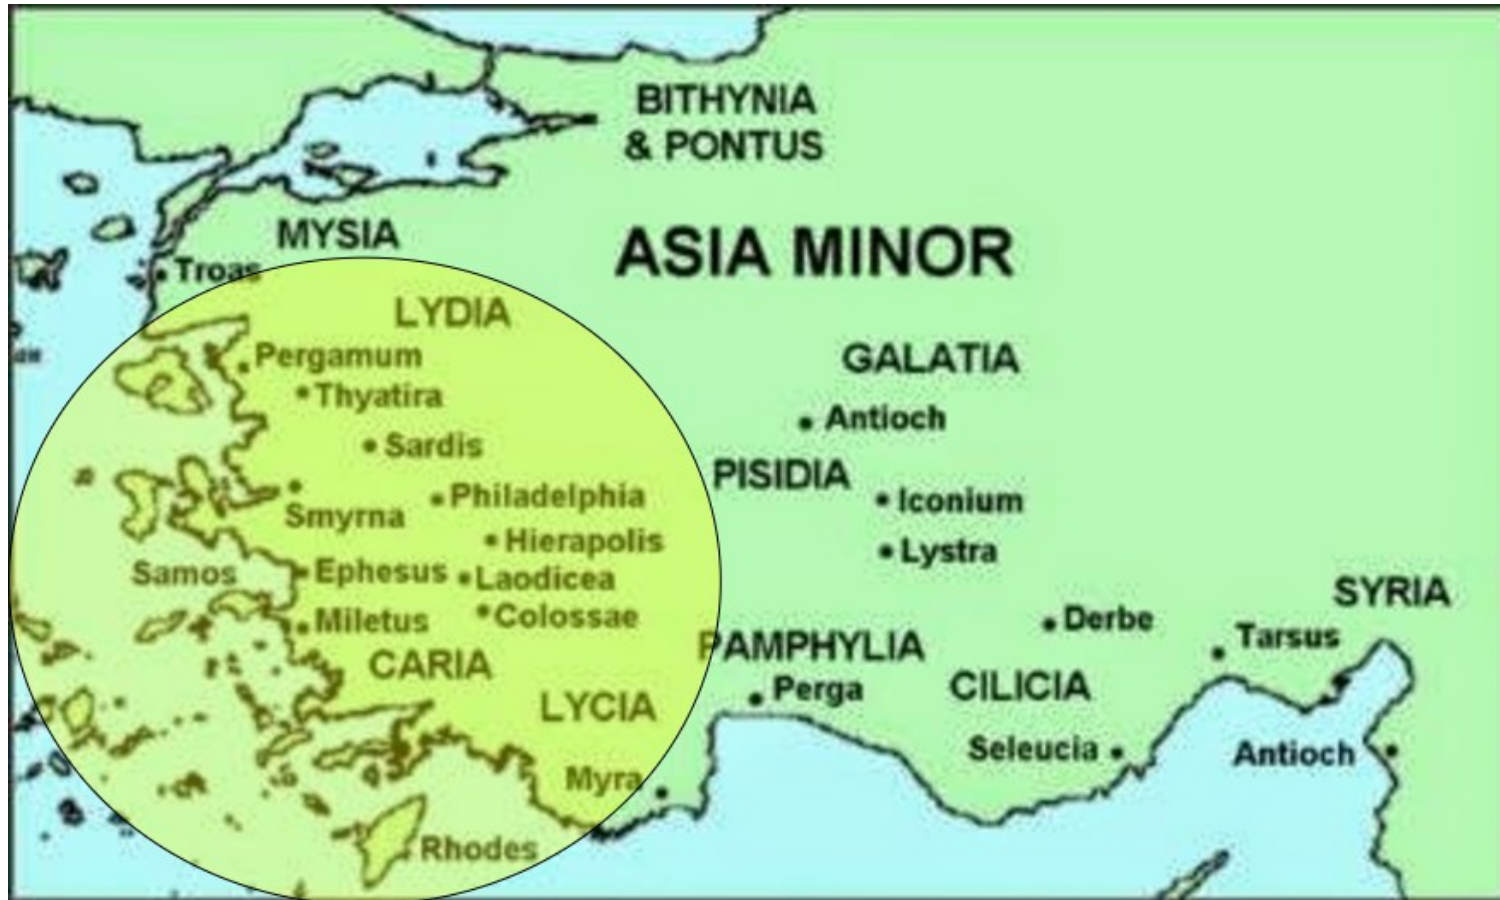 BITHYNIA
& PONTUS
MYSIA
ASIA MINOR
Troas
LYDIA
Pergamum
GALATIA
Thyatira
Antioch
Sardis
PISIDIA
Philadelphia
Iconium
Smyrna
Hierapolis
Lystra
Samos
Ephesus
Laodicea
SYRIA
Miletus
Colossae
Derbe
Tarsus
PAMPHYLIA
CARIA
Perga
CILICIA
LYCIA
Seleucia
Antioch
Myra
Rhodes